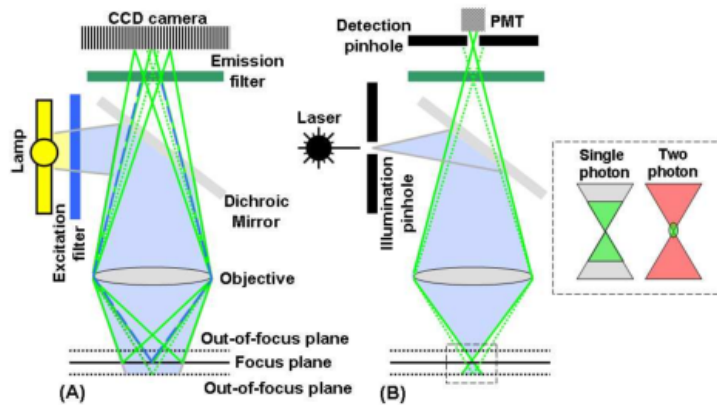 CCD camera
Emission
filter
Lamp
Excitation
filter
Dichroic
Mirror
Objective
Out-of-focus plane
Focus plane
Out-of-focus plane
(A)
Detection
pinhole
PMT
Laser
Illumination
pinhole
(B)
Single
photon
Two
photon